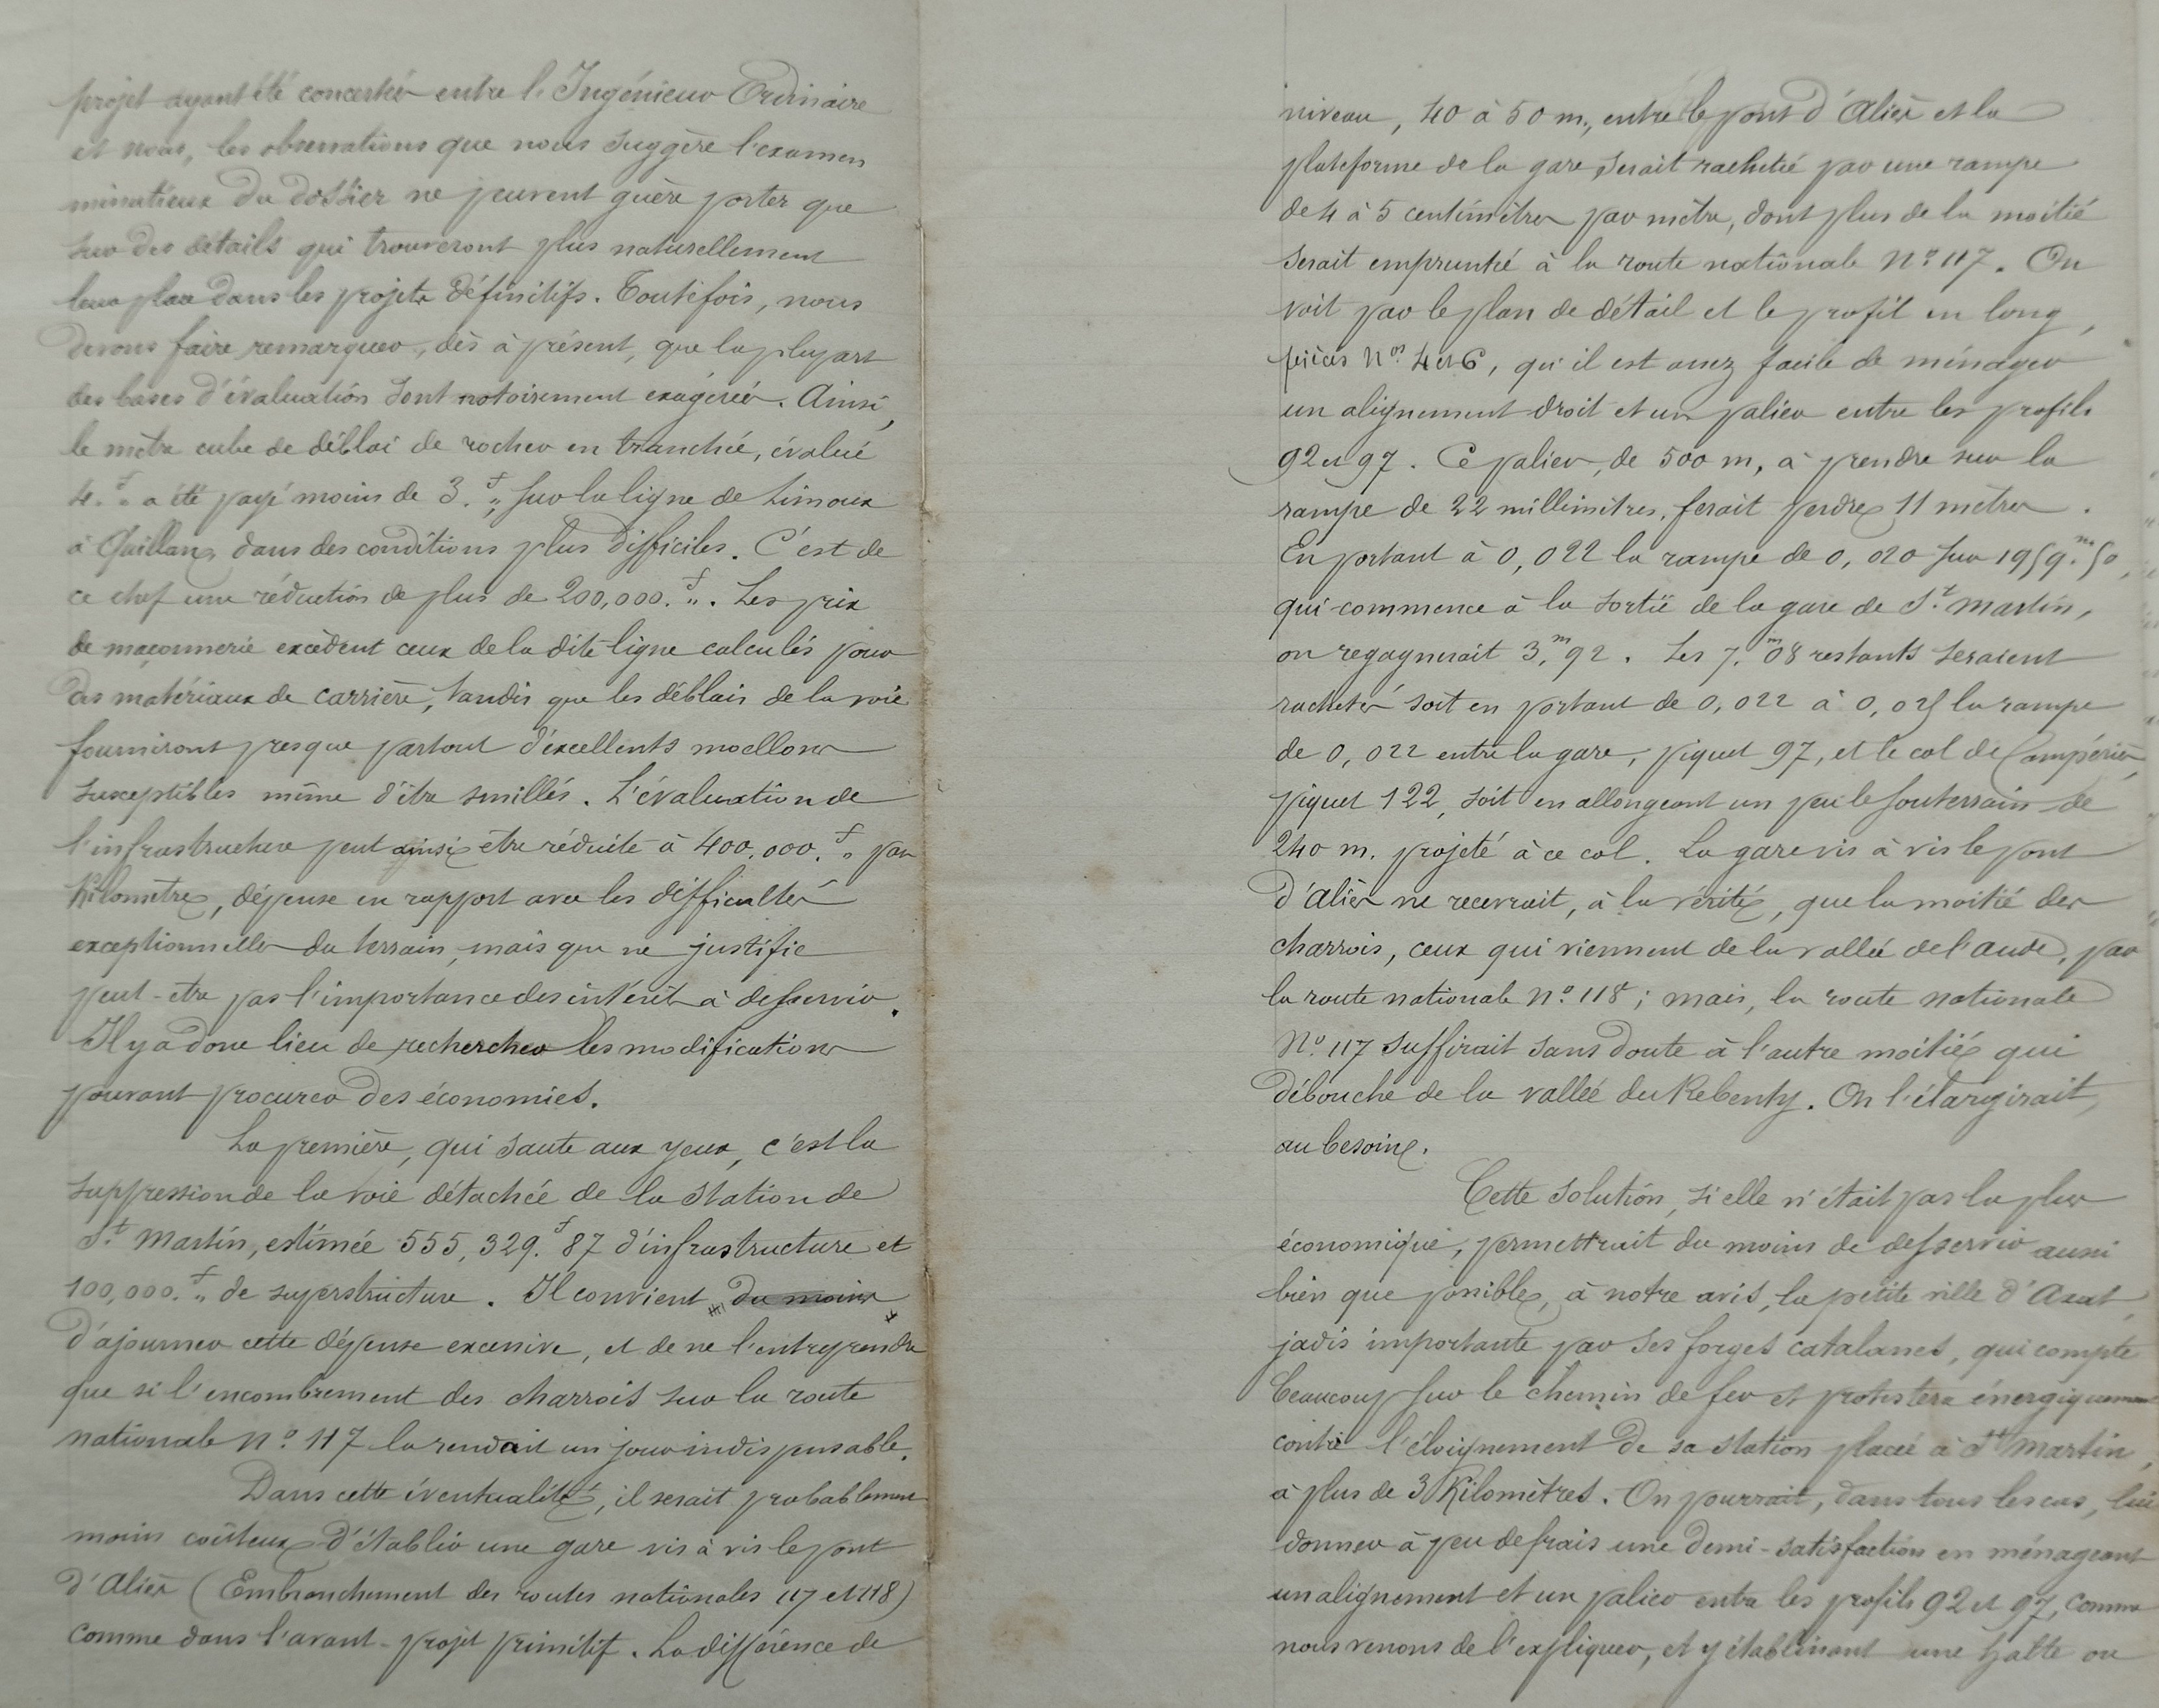 projet ayant été concerté entre l'Ingénieur Ordinaire
et nous, les observations que nous suggère l'examen
minutieux du dossier ne peuvent guère porter que
sur des détails qui trouveront plus naturellement
leur place dans les projets définitifs. Toutefois, nous
devons faire remarquer, dès à présent, que la plupart
des bases d'évaluation sont notoirement exagérées. Ainsi,
le mètre cube de déblai de rocher en tranchée, évalué
4.f „ a été payé moins de 3.f „ sur la ligne de Limoux
à Quillan, dans des conditions plus difficiles. C'est de
ce chef une réduction de plus de 200,000.f „. Les prix
de maçonnerie excèdent ceux de la dite ligne calculés pour
des matériaux de carrière, tandis que les déblais de la voie
fourniront presque partout d'excellents moellons
susceptibles même d'être smillés. L'évaluation de
l'infrastructure peut ainsi être réduite à 400,000.f „ par
Kilomètre, dépense en rapport avec les difficultés
exceptionnelles du terrain, mais que ne justifie
peut-être pas l'importance des intérêts à desservir.
Il y a donc lieu de rechercher les modifications
pouvant procurer des économies.
La première, qui saute aux yeux, c'est la
suppression de la voie détachée de la station de
St. Martin, estimée 555,329.f 87 d'infrastructure et
100,000.f „ de superstructure. Il convient du moins
d'ajourner cette dépense excessive, et de ne l'entreprendre
que si l'encombrement des charrois sur la route
nationale N° 117 la rendait un jour indispensable.
Dans cette éventualité, il serait probablement
moins coûteux d'établir une gare vis à vis le pont
d'Aliès (Embranchement des routes nationales 117 et 118)
comme dans l'avant-projet primitif. La différence de
niveau, 40 à 50 m., entre le pont d'Aliès et la
plateforme de la gare, serait rachetée par une rampe
de 4 à 5 centimètres par mètre, dont plus de la moitié
serait empruntée à la route nationale N° 117. On
voit par le plan de détail et le profil en long,
pièces Nos 4 et 6, qu'il est assez facile de ménager
un alignement droit et un palier entre les profils
92 et 97. Ce palier, de 500 m, à prendre sur la
rampe de 22 millimètres, ferait perdre 11 mètres.
En portant à 0,022 la rampe de 0,020 sur 1959.m50,
qui commence à la sortie de la gare de St. Martin,
on regagnerait 3.m92. Les 7.m08 restants seraient
rachetés soit en portant de 0,022 à 0,025 la rampe
de 0,022 entre la gare, piquet 97, et le col de Campérié,
piquet 122, soit en allongeant un peu le souterrain de
240 m. projeté à ce col. La gare vis à vis le pont
d'Aliès ne recevrait, à la vérité, que la moitié des
charrois, ceux qui viennent de la vallée de l'Aude, par
la route nationale N° 118; mais, la route nationale
N° 117 suffirait sans doute à l'autre moitié qui
débouche de la vallée du Rebenty. On l'élargirait,
au besoin.
Cette solution, si elle n'était pas la plus
économique, permettrait du moins de desservir aussi
bien que possible, à notre avis, la petite ville d'Axat,
jadis importante par ses forges catalanes, qui compte
beaucoup sur le chemin de fer et protestera énergiquement
contre l'éloignement de sa station placée à St Martin,
à plus de 3 Kilomètres. On pourrait, dans tous les cas, lui
donner à peu de frais une demi-satisfaction en ménageant
un alignement et un palier entre les profils 92 et 97, comme
nous venons de l'expliquer, et y établissant une halte ou